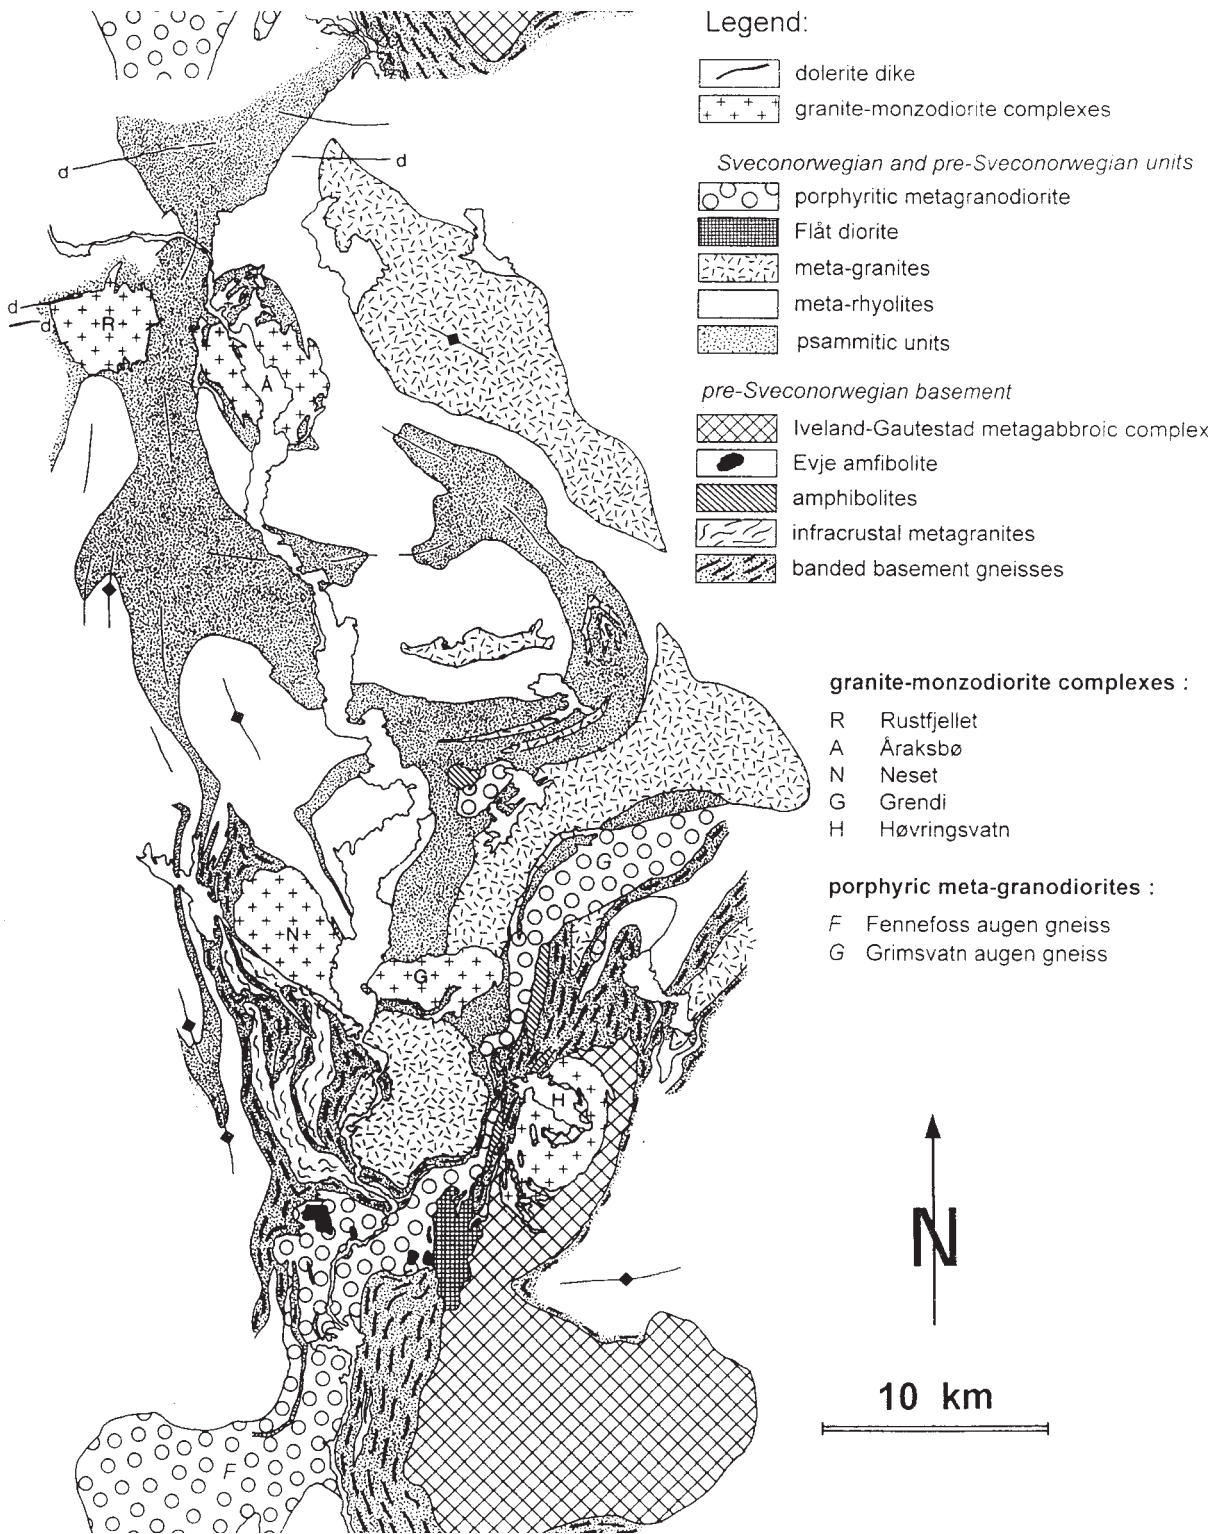 Legend:
dolerite dike
granite-monzodiorite complexes
Sveconorwegian and pre-Sveconorwegian units
porphyritic metagranodiorite
Flåt diorite
meta-granites
meta-rhyolites
psammitic units
pre-Sveconorwegian basement
Iveland-Gautestad metagabbroic complex
Evje amfibolite
amphibolites
infracrustal metagranites
banded basement gneisses
granite-monzodiorite complexes :
R Rustfjellet
A Åraksbø
N Neset
G Grendi
H Høvringsvatn
porphyric meta-granodiorites :
F Fennefoss augen gneiss
G Grimsvatn augen gneiss
N
10 km
d
d
d
d
R
Å
G
N
G
H
F